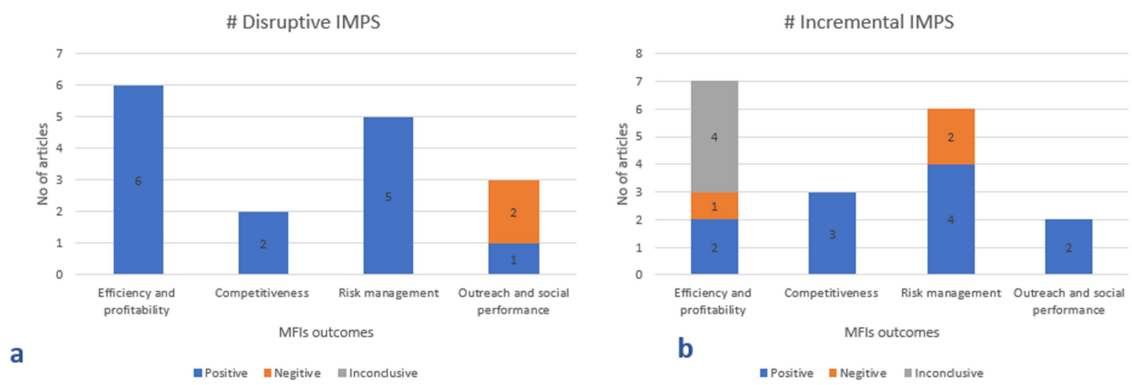 # Disruptive IMPS
7
6
5
4
3
2
1
0
No of articles
6
2
5
2
1
Efficiency and
profitability
Competitiveness
Risk management
Outreach and social
performance
MFIs outcomes
a
Positive
Negitive
Inconclusive
# Incremental IMPS
8
7
6
5
4
3
2
1
0
No of articles
4
1
2
3
2
4
2
Efficiency and
profitability
Competitiveness
Risk management
Outreach and social
performance
MFIs outcomes
b
Positive
Negitive
Inconclusive